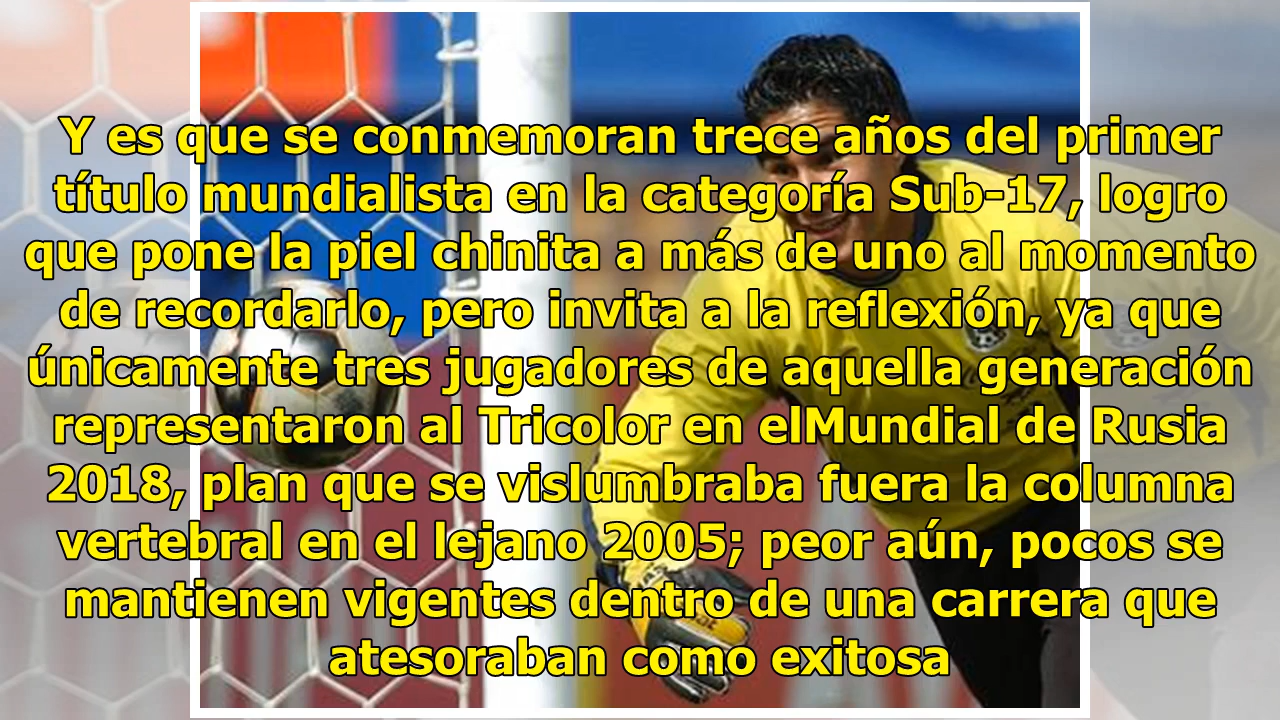 Y es que se conmemoran trece años del primer
título mundialista en la categoría Sub-17, logro
que pone la piel chinita a más de uno al momento
de recordarlo, pero invita a la reflexión, ya que
únicamente tres jugadores de aquella generación
representaron al Tricolor en elMundial de Rusia
2018, plan que se vislumbraba fuera la columna
vertebral en el lejano 2005; peor aún, pocos se
mantienen vigentes dentro de una carrera que
atesoraban como exitosa